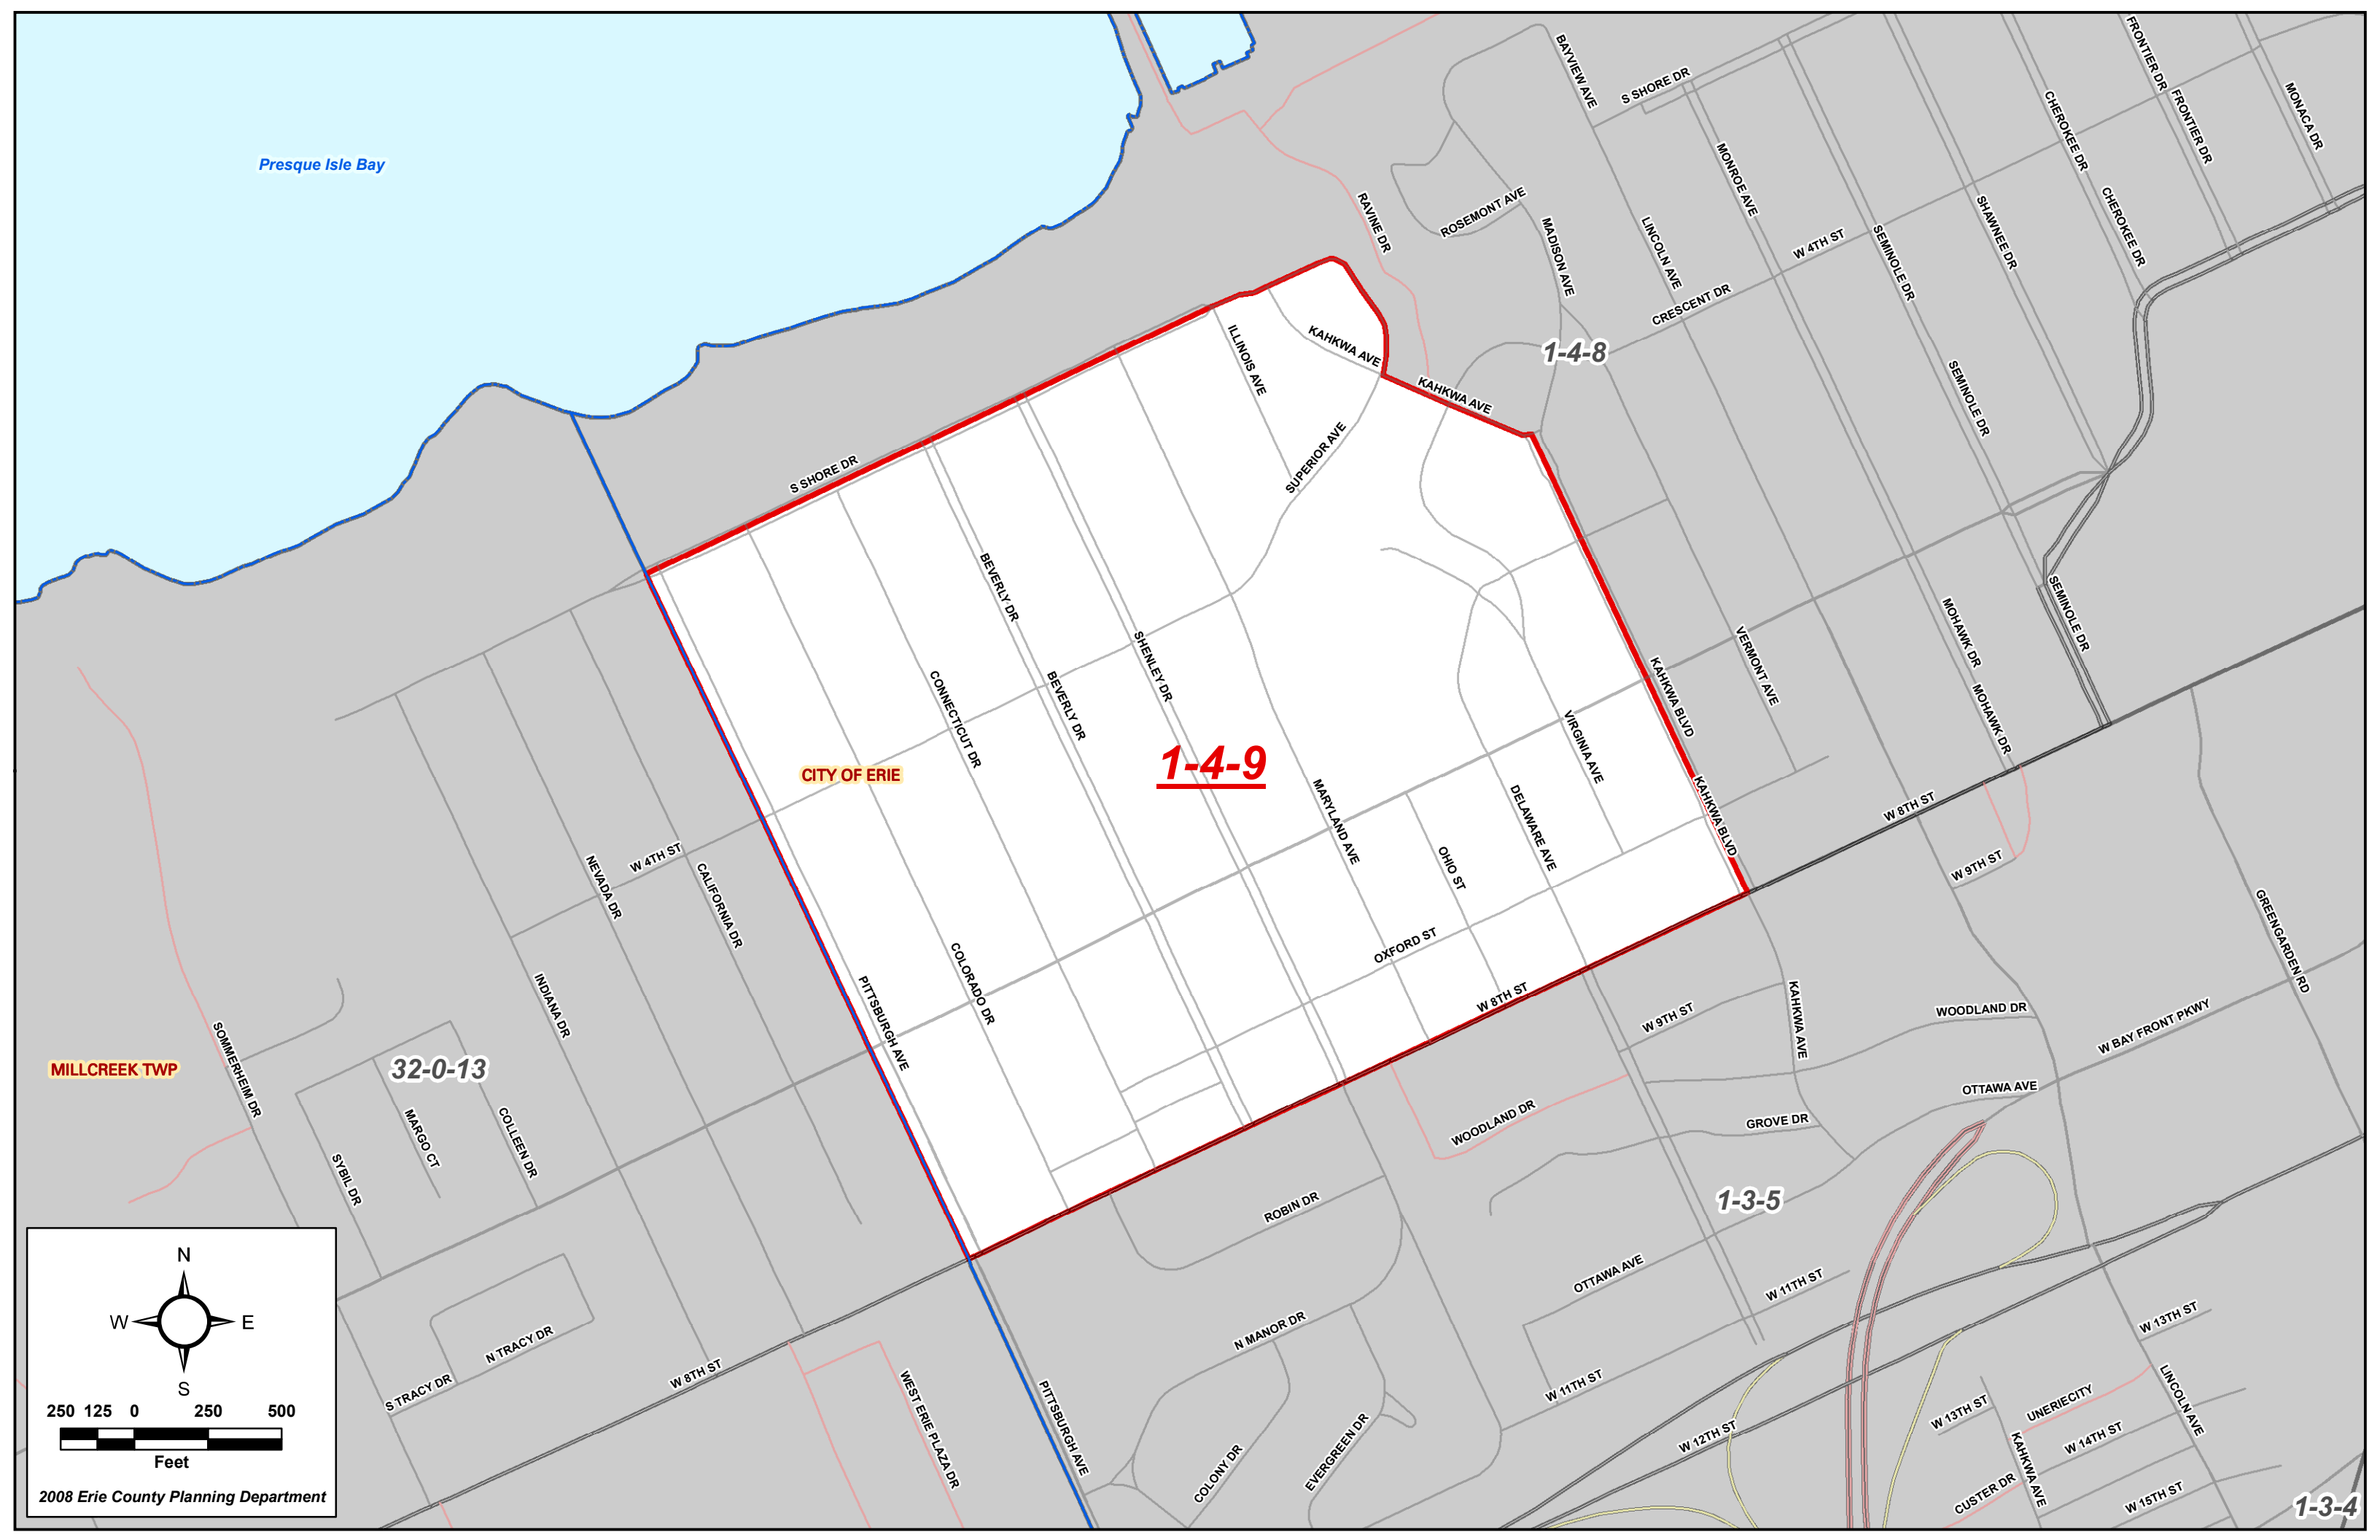 Presque Isle Bay
BAYVIEW AVE
S SHORE DR
FRONTIER DR
FRONTIER DR
MONACA DR
CHEROKEE DR
CHEROKEE DR
MONROE AVE
SHAWNEE DR
SEMINOLE DR
LINCOLN AVE
W 4TH ST
ROSEMONT AVE
MADISON AVE
RAVINE DR
CRESCENT DR
1-4-8
KAHKWA AVE
KAHKWA AVE
ILLINOIS AVE
SUPERIOR AVE
SEMINOLE DR
S SHORE DR
BEVERLY DR
SHENLEY DR
BEVERLY DR
CONNECTICUT DR
SEMINOLE DR
MOHAWK DR
MOHAWK DR
VERMONT AVE
KAHKWA BLVD
KAHKWA BLVD
VIRGINIA AVE
CITY OF ERIE
1-4-9
MARYLAND AVE
DELAWARE AVE
OHIO ST
W 8TH ST
W 9TH ST
W 4TH ST
NEVADA DR
CALIFORNIA DR
GREENGARDEN RD
OXFORD ST
COLORADO DR
PITTSBURGH AVE
INDIANA DR
W 8TH ST
W 9TH ST
KAHKWA AVE
WOODLAND DR
W BAY FRONT PKWY
SOMMERHEIM DR
MILLCREEK TWP
32-0-13
OTTAWA AVE
MARGO CT
COLLEEN DR
SYBIL DR
WOODLAND DR
GROVE DR
1-3-5
ROBIN DR
OTTAWA AVE
W 11TH ST
N MANOR DR
W 13TH ST
N TRACY DR
S TRACY DR
W 8TH ST
WEST ERIE PLAZA DR
PITTSBURGH AVE
W 11TH ST
LINCOLN AVE
UNERIECITY
W 13TH ST
W 14TH ST
W 12TH ST
KAHKWA AVE
COLONY DR
EVERGREEN DR
CUSTER DR
W 15TH ST
1-3-4
N
W E
S
250 125 0 250 500
Feet
2008 Erie County Planning Department